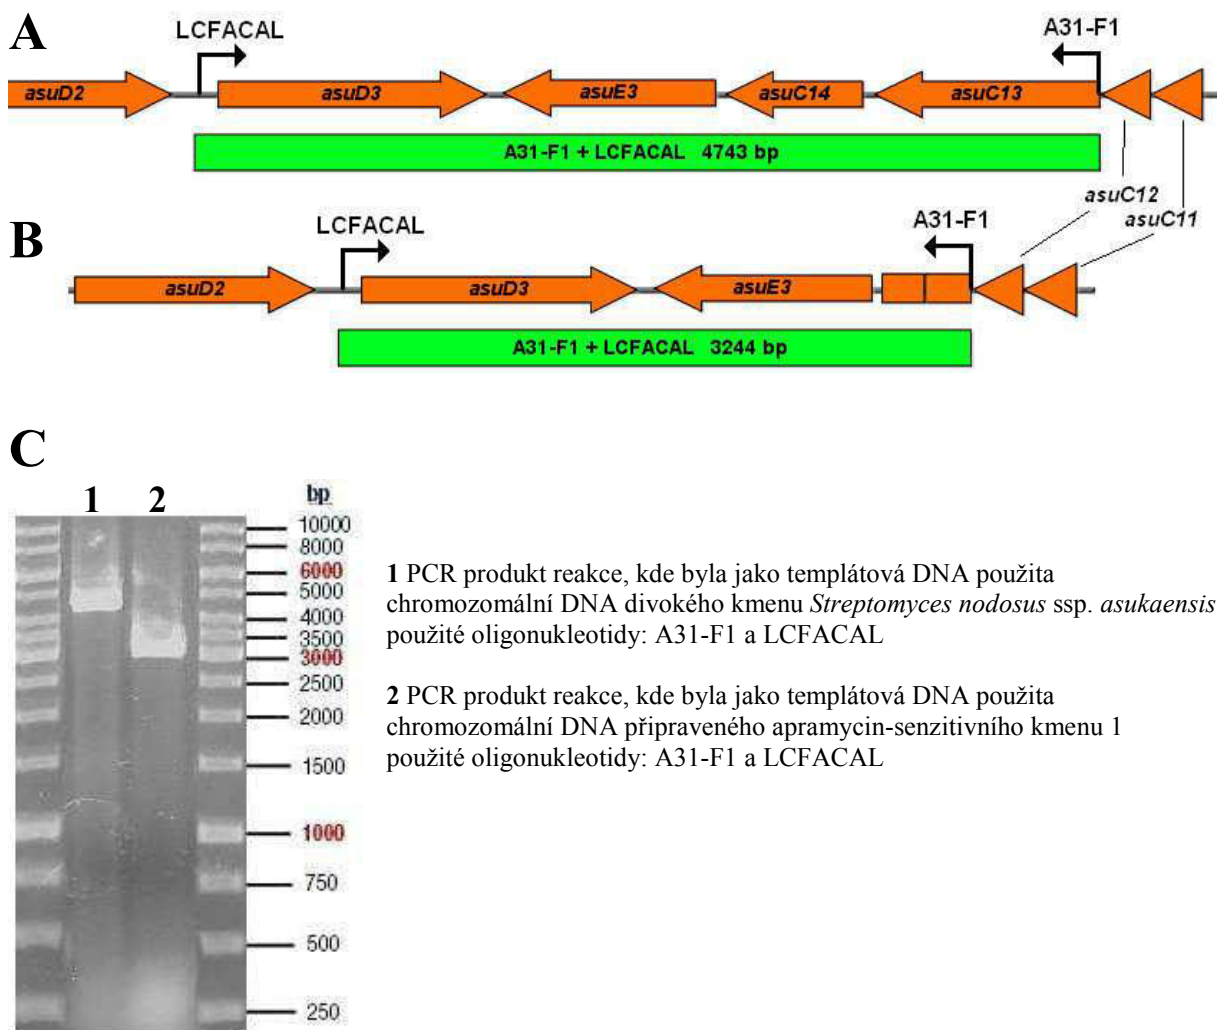 A
LCFACAL
A31-F1
asuD2
asuD3
asuE3
asuC14
asuC13
A31-F1 + LCFACAL 4743 bp
asuC12
asuC11
B
LCFACAL
A31-F1
asuD2
asuD3
asuE3
A31-F1 + LCFACAL 3244 bp
C
1 2
bp
10000
8000
6000
5000
4000
3500
3000
2500
2000
1500
1000
750
500
250
1 PCR produkt reakce, kde byla jako templátová DNA použita
chromozomální DNA divokého kmenu Streptomyces nodosus ssp. asukaensis
použité oligonukleotidy: A31-F1 a LCFACAL
2 PCR produkt reakce, kde byla jako templátová DNA použita
chromozomální DNA připraveného apramycin-senzitivního kmenu 1
použité oligonukleotidy: A31-F1 a LCFACAL